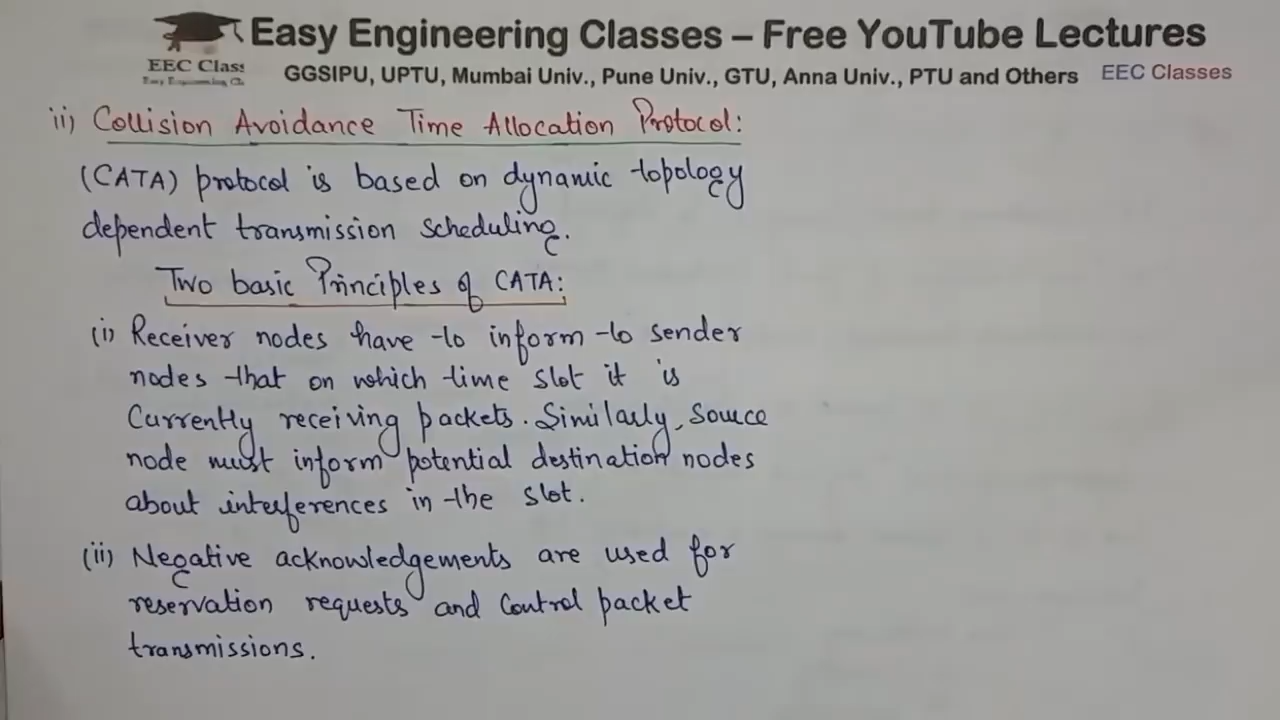 Easy Engineering Classes – Free YouTube Lectures
EEC Class
GGSIPU, UPTU, Mumbai Univ., Pune Univ., GTU, Anna Univ., PTU and Others
EEC Classes
ii) Collision Avoidance Time Allocation Protocol:
(CATA) protocol is based on dynamic topology
dependent transmission scheduling.
Two basic Principles of CATA:
(i) Receiver nodes have to inform to sender
nodes that on which time slot it is
Currently receiving packets. Similarly, Source
node must inform potential destination nodes
about interferences in the slot.
(ii) Negative acknowledgements are used for
reservation requests and control packet
transmissions.